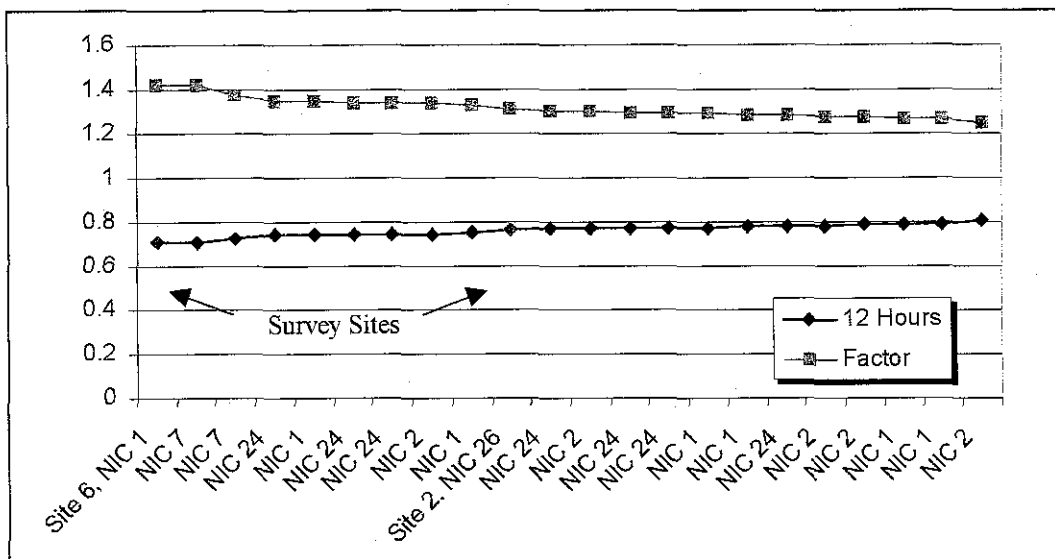 1.6
1.4
1.2
1
0.8
0.6
0.4
0.2
0
Survey Sites
12 Hours
Factor
Site 6, NIC 1
NIC 7
NIC 7
NIC 24
NIC 1
NIC 24
NIC 24
NIC 2
NIC 1
Site 2. NIC 26
NIC 24
NIC 2
NIC 24
NIC 24
NIC 1
NIC 1
NIC 24
NIC 2
NIC 2
NIC 1
NIC 1
NIC 2